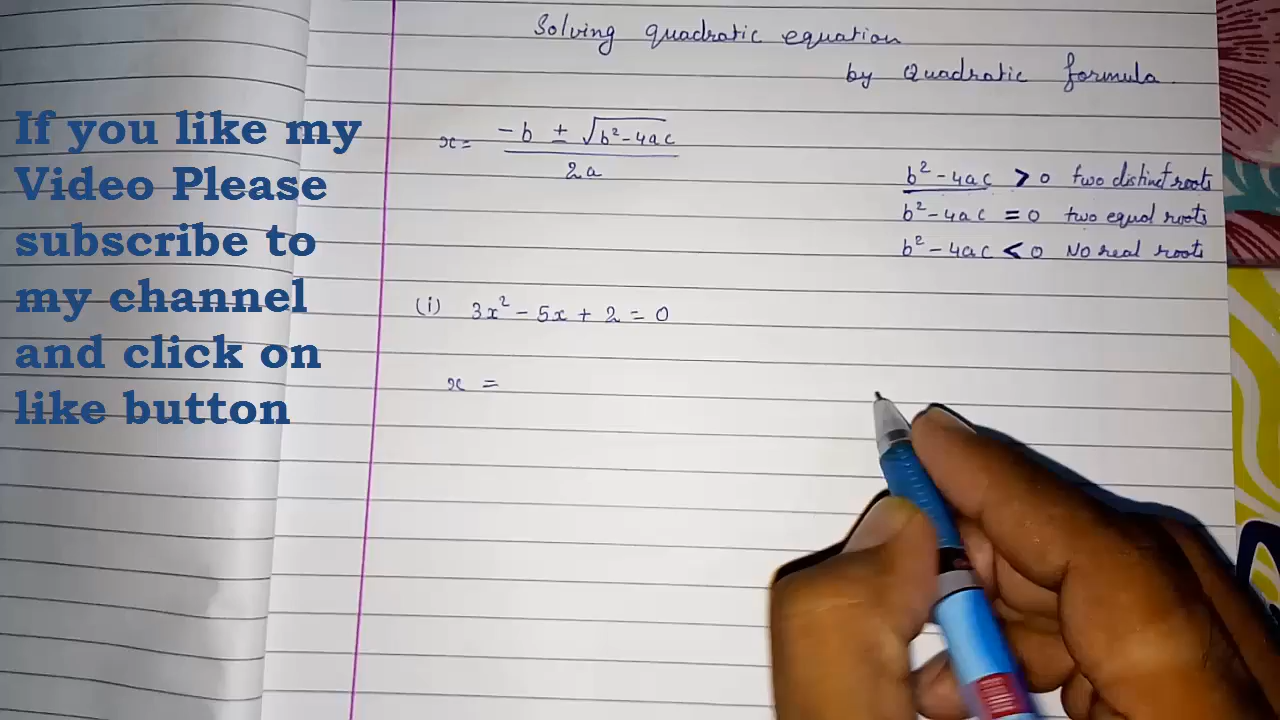 Solving quadratic equation
by Quadratic formula
If you like my
Video Please
subscribe to
my channel
and click on
like button
x = -b ± √b²-4ac
2a
b²-4ac > 0 two distinct roots
b²-4ac = 0 two equal roots
b²-4ac < 0 No real roots
(i) 3x² - 5x + 2 = 0
x =